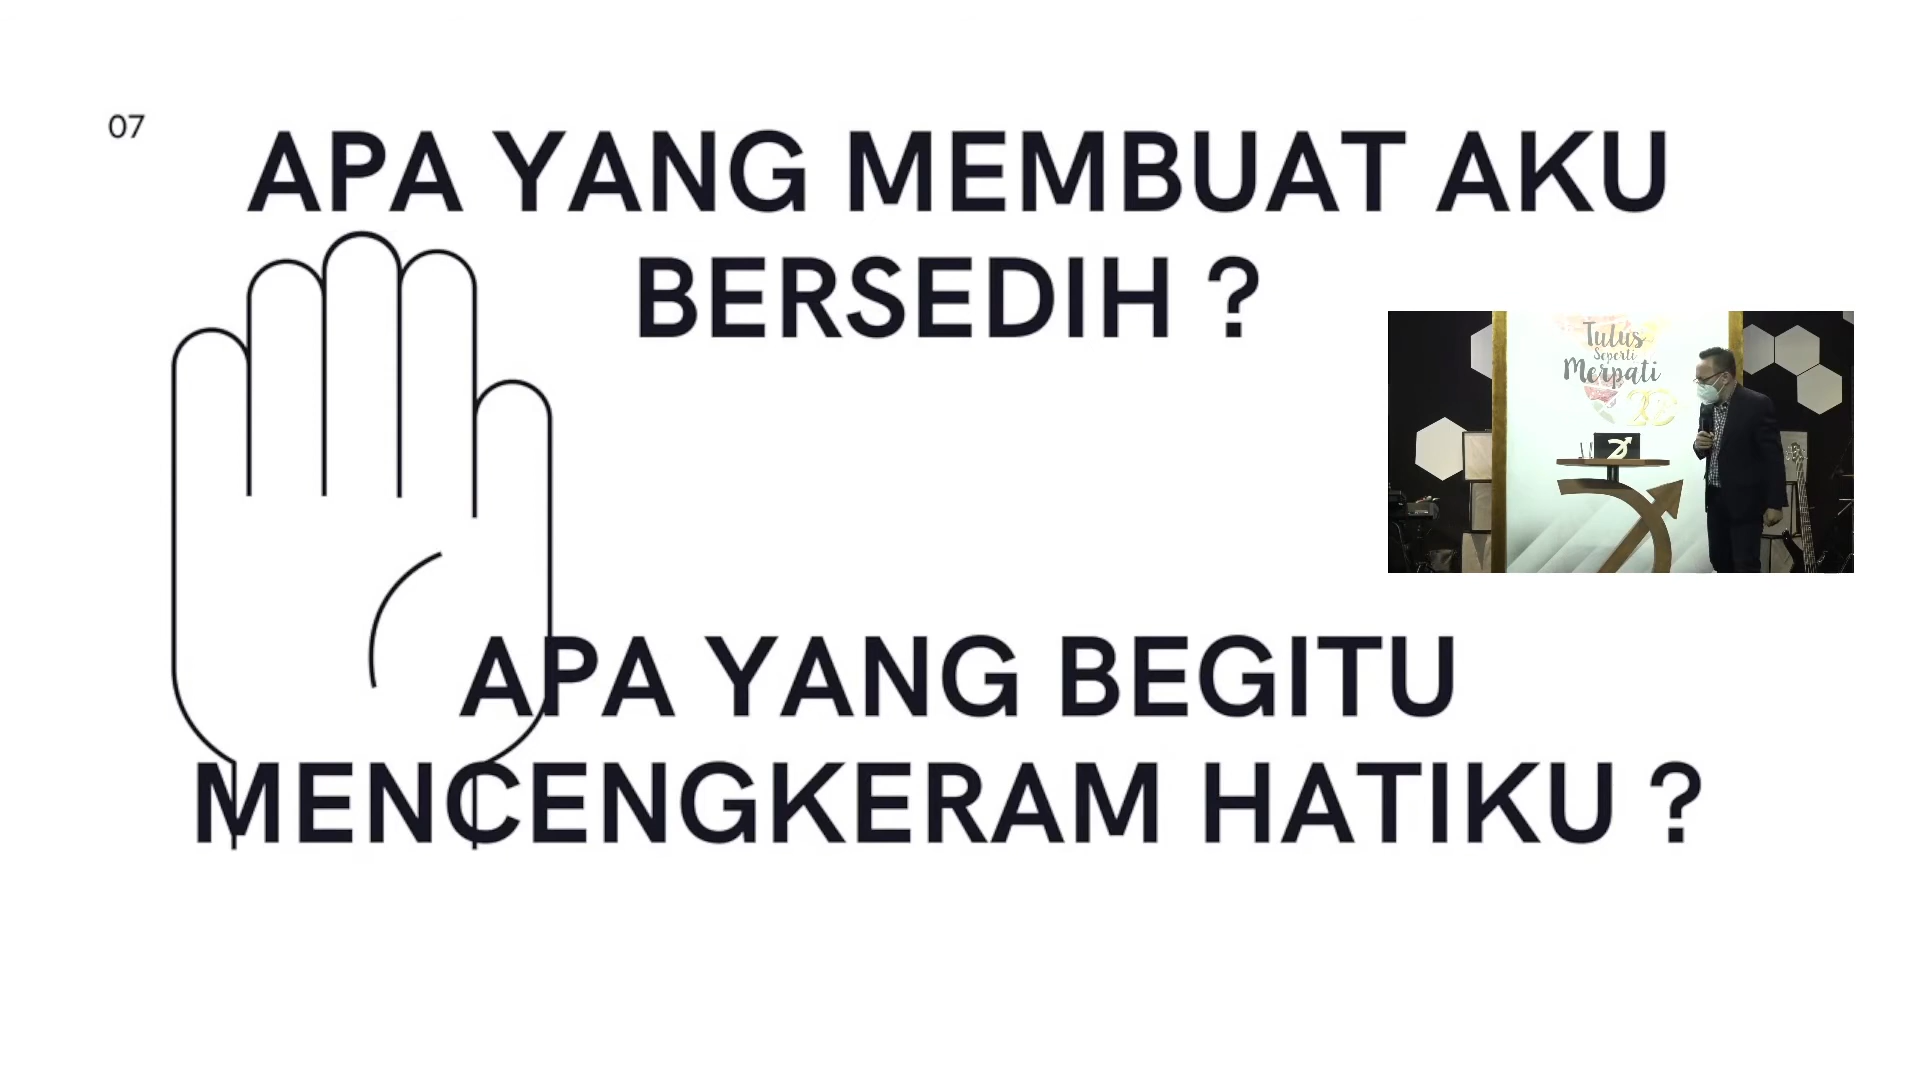 07
APA YANG MEMBUAT AKU
BERSEDIH ?
Tulus
Seperti
Merpati
APA YANG BEGITU
MENCENGKERAM HATIKU ?